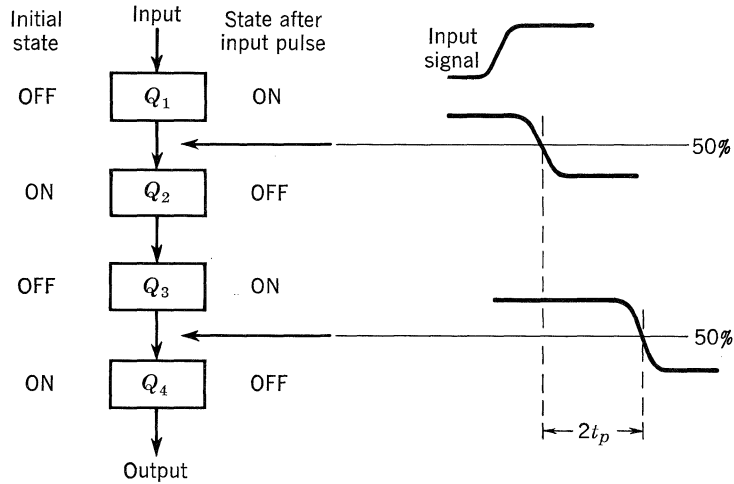 Initial
state
Input
State after
input pulse
Input
signal
OFF
Q1
ON
50%
ON
Q2
OFF
OFF
Q3
ON
50%
ON
Q4
OFF
2tp
Output